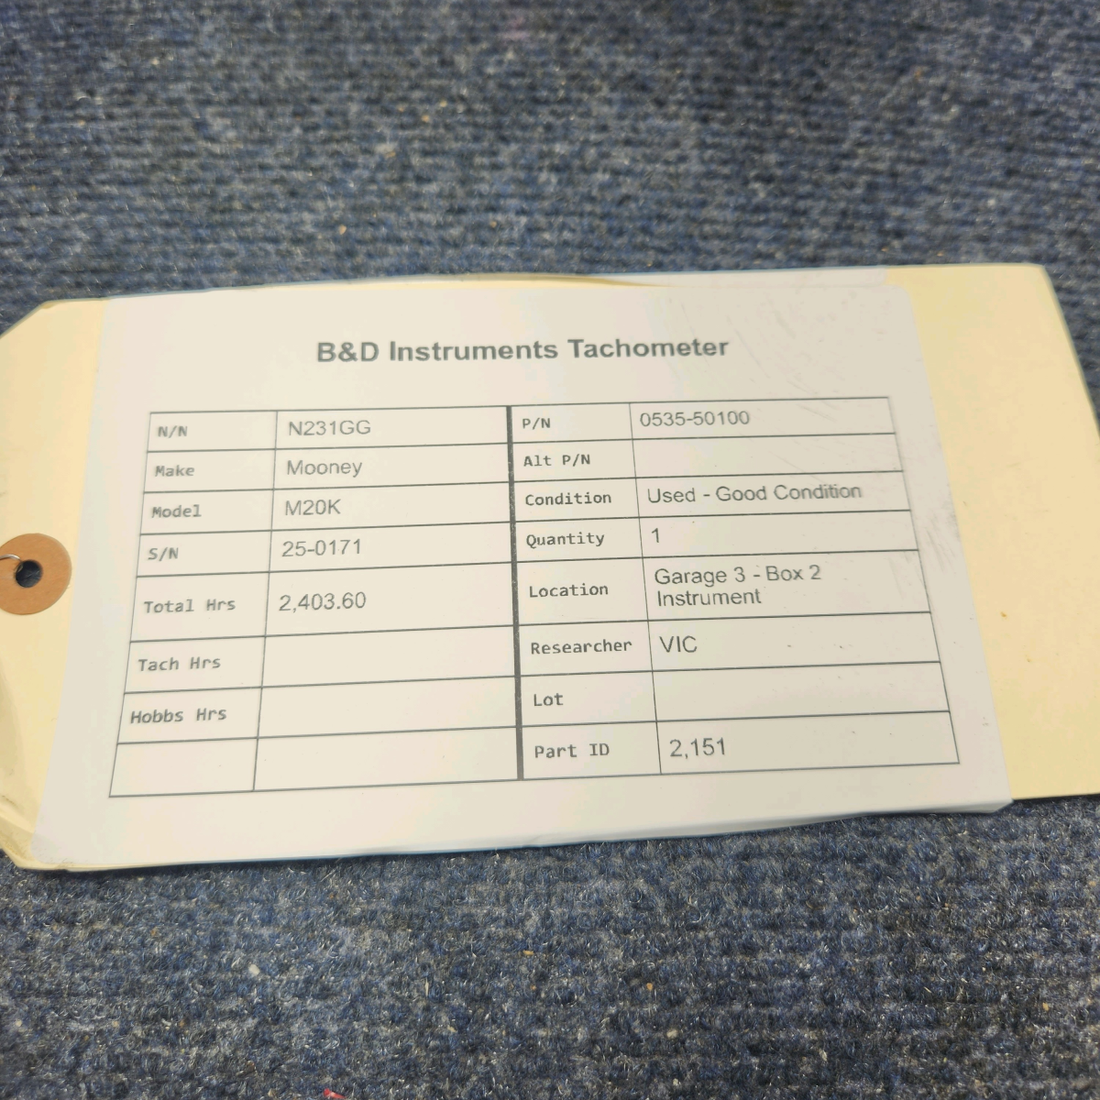 B&D Instruments Tachometer
N/N N231GG P/N 0535-50100
Make Mooney Alt P/N
Model M20K Condition Used - Good Condition
S/N 25-0171 Quantity 1
Total Hrs 2,403.60 Location Garage 3 - Box 2
Instrument
Tach Hrs Researcher VIC
Hobbs Hrs Lot
Part ID 2,151